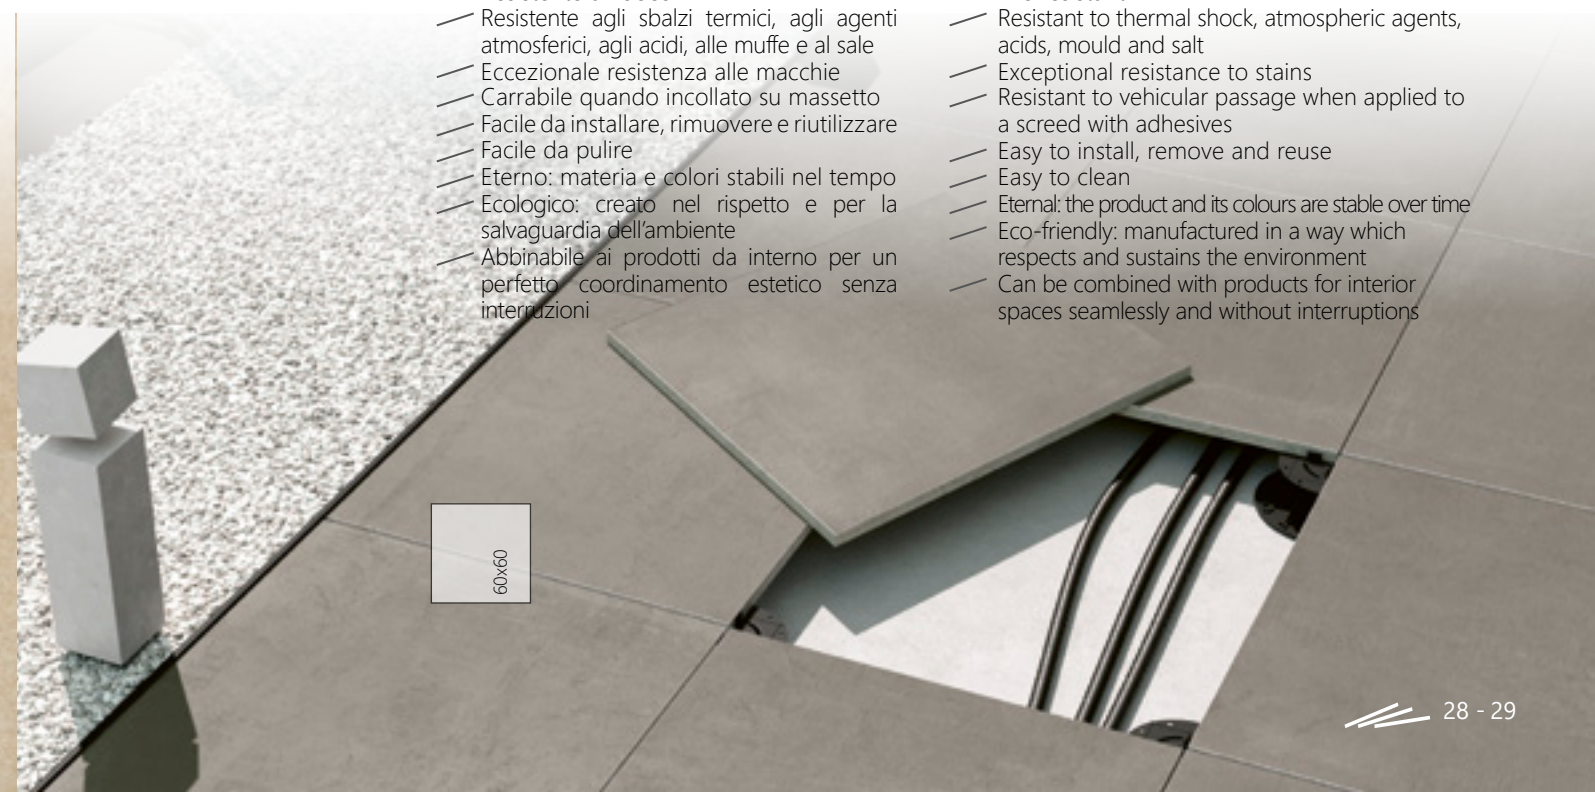 Resistente agli sbalzi termici, agli agenti
atmosferici, agli acidi, alle muffe e al sale
Eccezionale resistenza alle macchie
Carrabile quando incollato su massetto
Facile da installare, rimuovere e riutilizzare
Facile da pulire
Eterno: materia e colori stabili nel tempo
Ecologico: creato nel rispetto e per la
salvaguardia dell'ambiente
Abbinabile ai prodotti da interno per un
perfetto coordinamento estetico senza
interruzioni
Resistant to thermal shock, atmospheric agents,
acids, mould and salt
Exceptional resistance to stains
Resistant to vehicular passage when applied to
a screed with adhesives
Easy to install, remove and reuse
Easy to clean
Eternal: the product and its colours are stable over time
Eco-friendly: manufactured in a way which
respects and sustains the environment
Can be combined with products for interior
spaces seamlessly and without interruptions
60x60
28 - 29